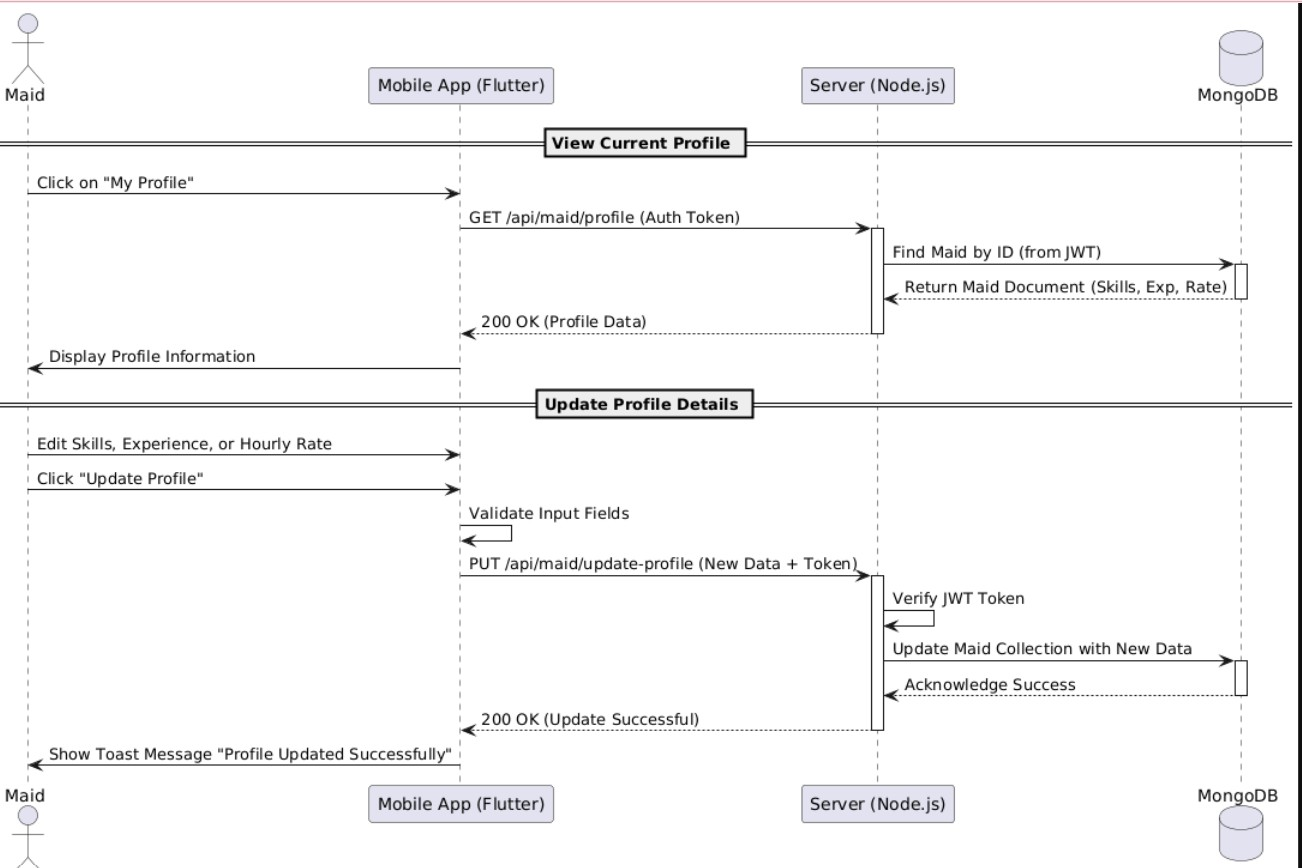 Maid
Mobile App (Flutter)
Server (Node.js)
MongoDB
View Current Profile
Click on "My Profile"
GET /api/maid/profile (Auth Token)
Find Maid by ID (from JWT)
Return Maid Document (Skills, Exp, Rate)
200 OK (Profile Data)
Display Profile Information
Update Profile Details
Edit Skills, Experience, or Hourly Rate
Click "Update Profile"
Validate Input Fields
PUT /api/maid/update-profile (New Data + Token)
Verify JWT Token
Update Maid Collection with New Data
Acknowledge Success
200 OK (Update Successful)
Show Toast Message "Profile Updated Successfully"
Maid
Mobile App (Flutter)
Server (Node.js)
MongoDB